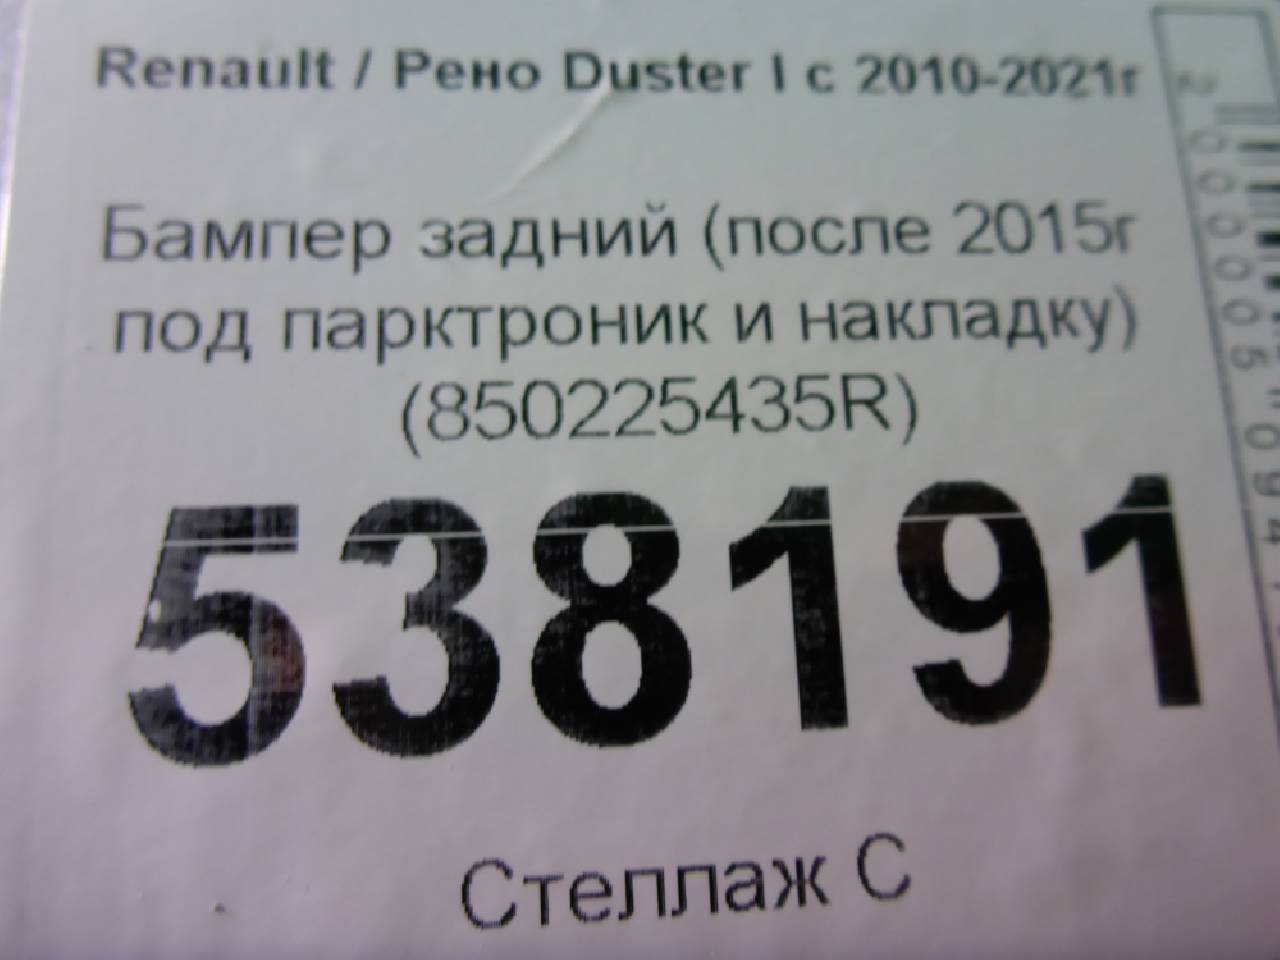 Renault / Рено Duster I с 2010-2021г
Бампер задний (после 2015г
под парктроник и накладку)
(850225435R)
538191
Стеллаж С